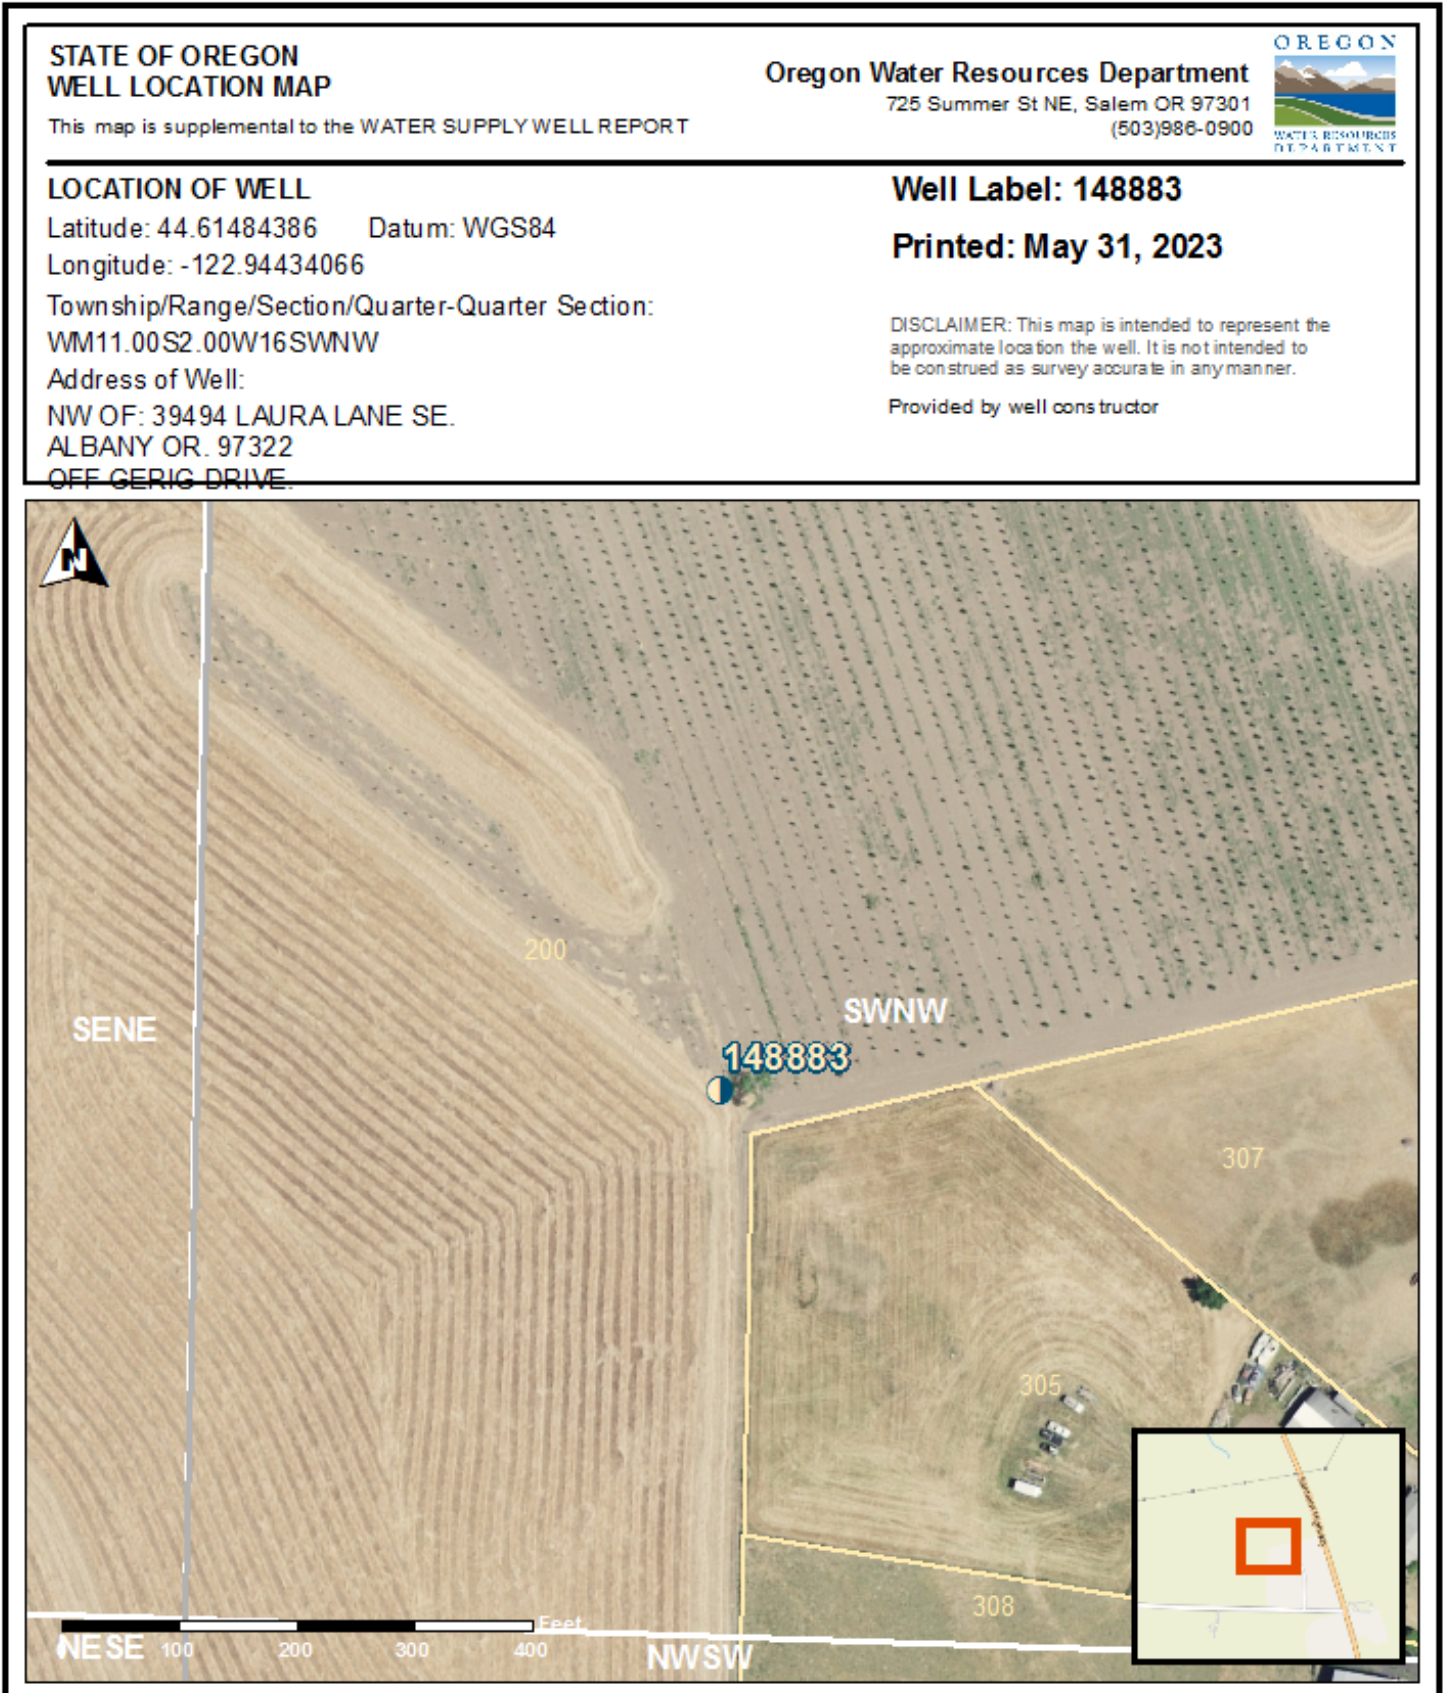 STATE OF OREGON
WELL LOCATION MAP
This map is supplemental to the WATER SUPPLY WELL REPORT
Oregon Water Resources Department
725 Summer St NE, Salem OR 97301
(503)986-0900
OREGON
WATER RESOURCES
DEPARTMENT
LOCATION OF WELL
Latitude: 44.61484386 Datum: WGS84
Longitude: -122.94434066
Township/Range/Section/Quarter-Quarter Section:
WM11.00S2.00W16SWNW
Address of Well:
NW OF: 39494 LAURA LANE SE.
ALBANY OR. 97322
OFF GERIG DRIVE.
Well Label: 148883
Printed: May 31, 2023
DISCLAIMER: This map is intended to represent the
approximate location the well. It is not intended to
be construed as survey accurate in any manner.
Provided by well constructor
N
200
SENE
SWNW
148883
307
305
308
Feet
NESE
100 200 300 400
NWSW